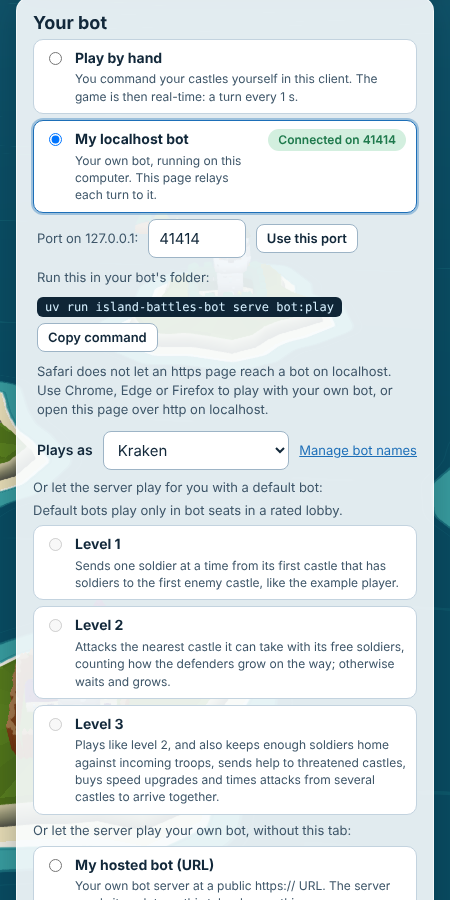 Your bot
Play by hand
You command your castles yourself in this client. The
game is then real-time: a turn every 1 s.
My localhost bot
Connected on 41414
Your own bot, running on this
computer. This page relays
each turn to it.
Port on 127.0.0.1:
41414
Use this port
Run this in your bot's folder:
uv run island-battles-bot serve bot:play
Copy command
Safari does not let an https page reach a bot on localhost.
Use Chrome, Edge or Firefox to play with your own bot, or
open this page over http on localhost.
Plays as
Kraken
Manage bot names
Or let the server play for you with a default bot:
Default bots play only in bot seats in a rated lobby.
Level 1
Sends one soldier at a time from its first castle that has
soldiers to the first enemy castle, like the example player.
Level 2
Attacks the nearest castle it can take with its free soldiers,
counting how the defenders grow on the way; otherwise
waits and grows.
Level 3
Plays like level 2, and also keeps enough soldiers home
against incoming troops, sends help to threatened castles,
buys speed upgrades and times attacks from several
castles to arrive together.
Or let the server play your own bot, without this tab:
My hosted bot (URL)
Your own bot server at a public https:// URL. The server